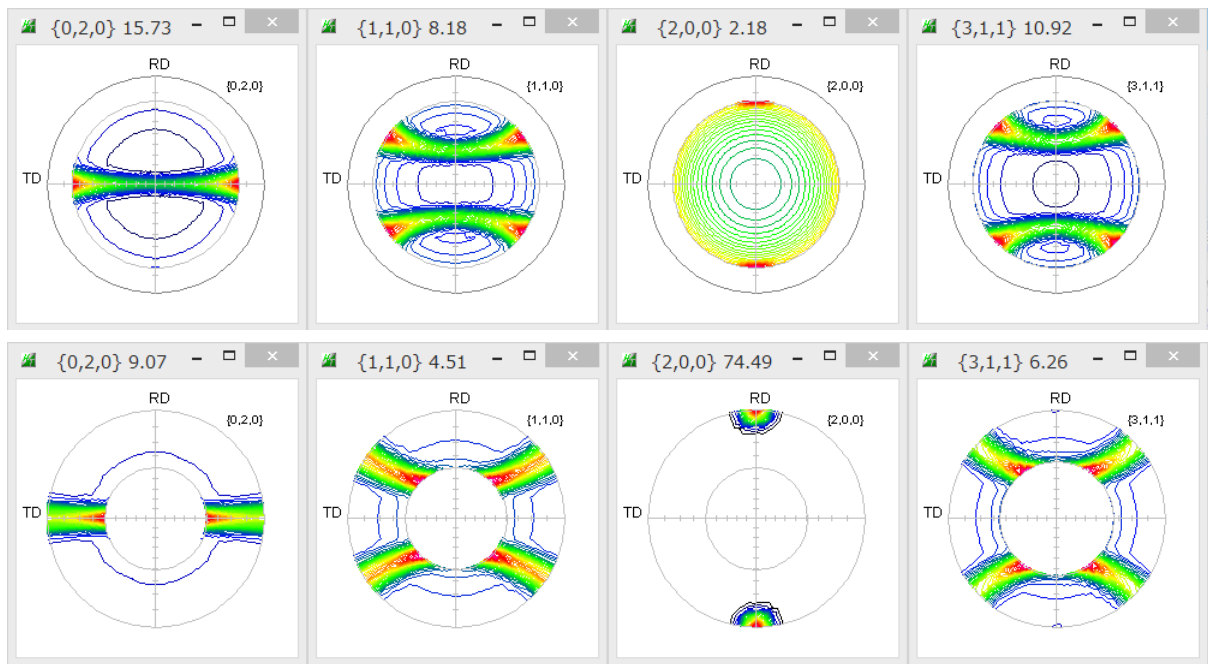 {0,2,0} 15.73
RD
{0,2,0}
TD
{1,1,0} 8.18
RD
{1,1,0}
TD
{2,0,0} 2.18
RD
{2,0,0}
TD
{3,1,1} 10.92
RD
{3,1,1}
TD
{0,2,0} 9.07
RD
{0,2,0}
TD
{1,1,0} 4.51
RD
{1,1,0}
TD
{2,0,0} 74.49
RD
{2,0,0}
TD
{3,1,1} 6.26
RD
{3,1,1}
TD